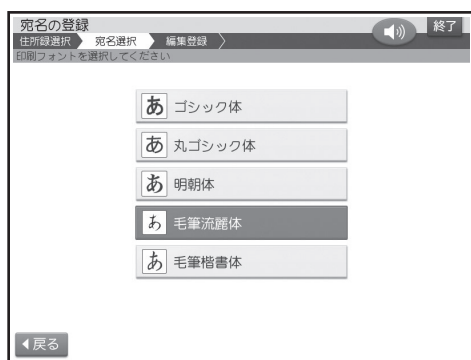 宛名の登録
終了
住所録選択 宛名選択 編集登録
印刷フォントを選択してください
あ ゴシック体
あ 丸ゴシック体
あ 明朝体
あ 毛筆流麗体
あ 毛筆楷書体
戻る